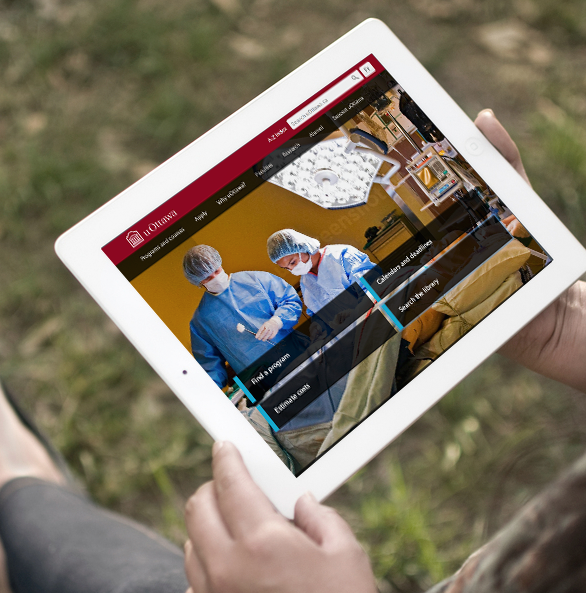 A-Z Index
Search uOttawa.ca
Fr
uOttawa
Programs and courses
Apply
Why uOttawa?
Faculties
Research
Alumni
Support uOttawa
Calendars and deadlines
Search the library
Find a program
Estimate costs